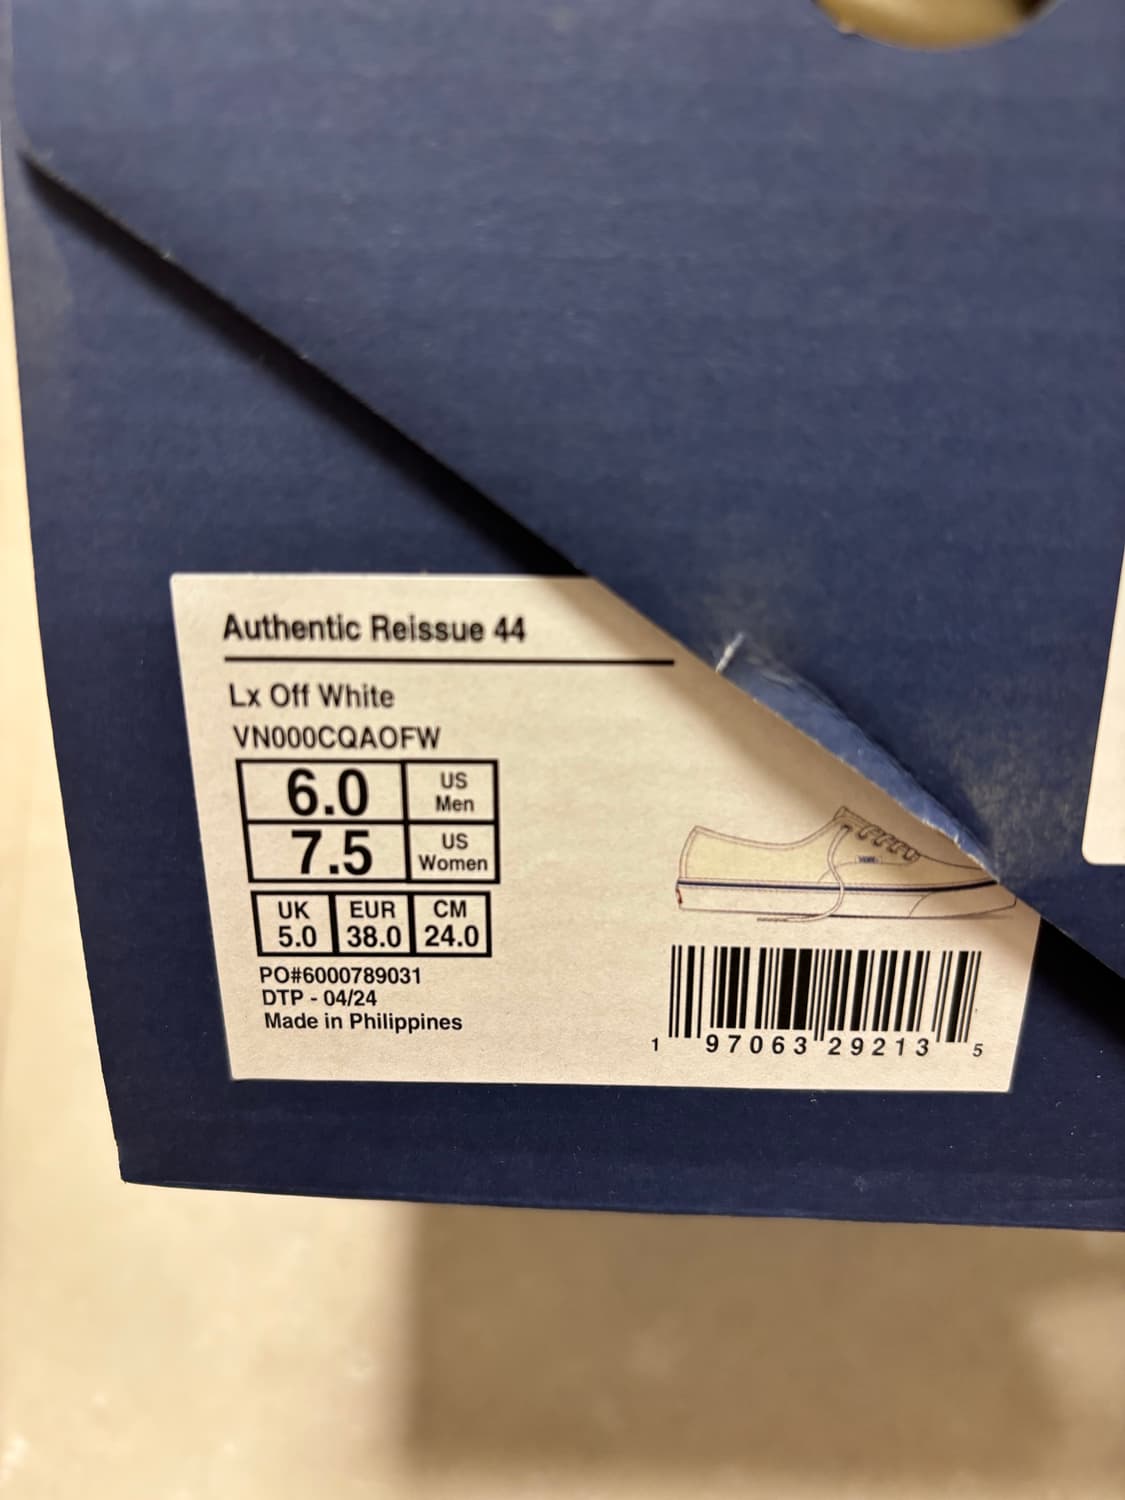 Authentic Reissue 44
Lx Off White
VN000CQAOFW
6.0 US Men
7.5 US Women
UK EUR CM
5.0 38.0 24.0
PO#6000789031
DTP - 04/24
Made in Philippines
1 97063 29213 5